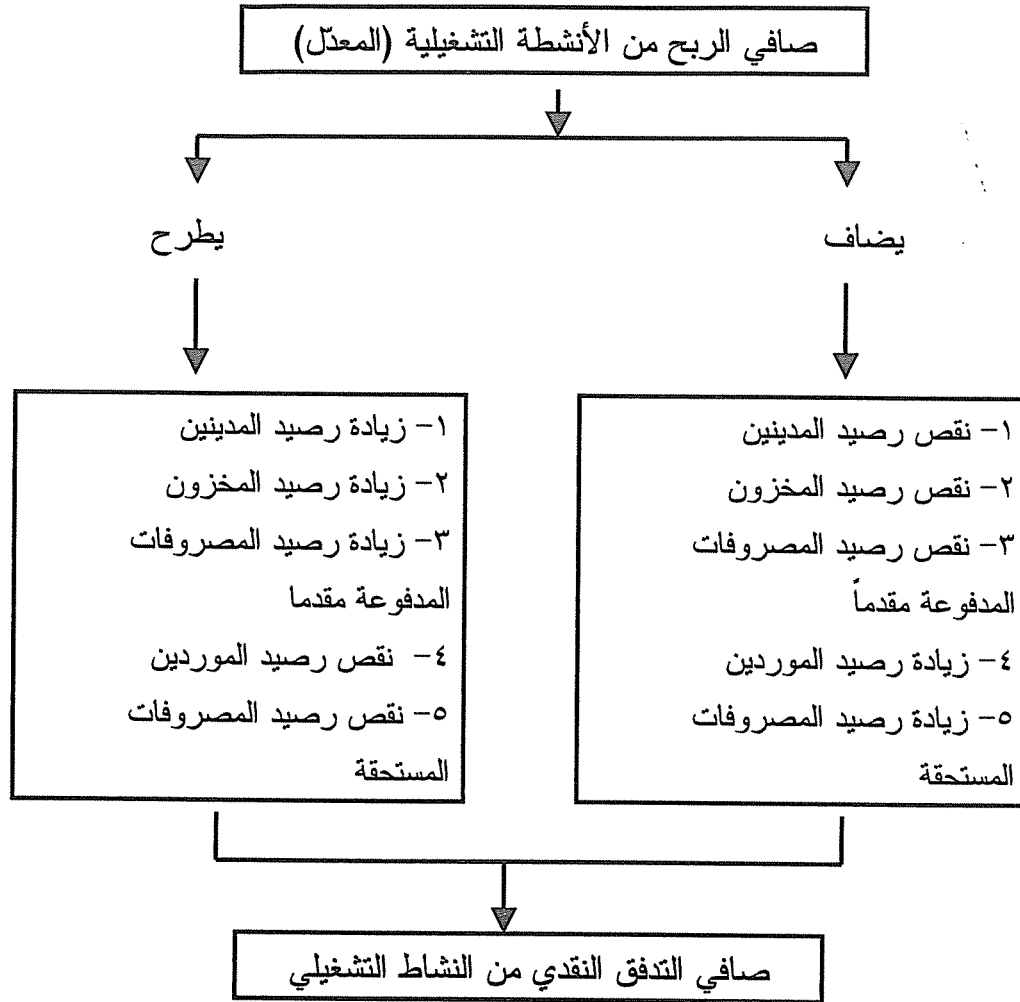 صافي الربح من الأنشطة التشغيلية (المعدّل)
يضاف
يطرح
١- نقص رصيد المدينين
٢- نقص رصيد المخزون
٣- نقص رصيد المصروفات
المدفوعة مقدماً
٤- زيادة رصيد الموردين
٥- زيادة رصيد المصروفات
المستحقة
١- زيادة رصيد المدينين
٢- زيادة رصيد المخزون
٣- زيادة رصيد المصروفات
المدفوعة مقدما
٤- نقص رصيد الموردين
٥- نقص رصيد المصروفات
المستحقة
صافي التدفق النقدي من النشاط التشغيلي